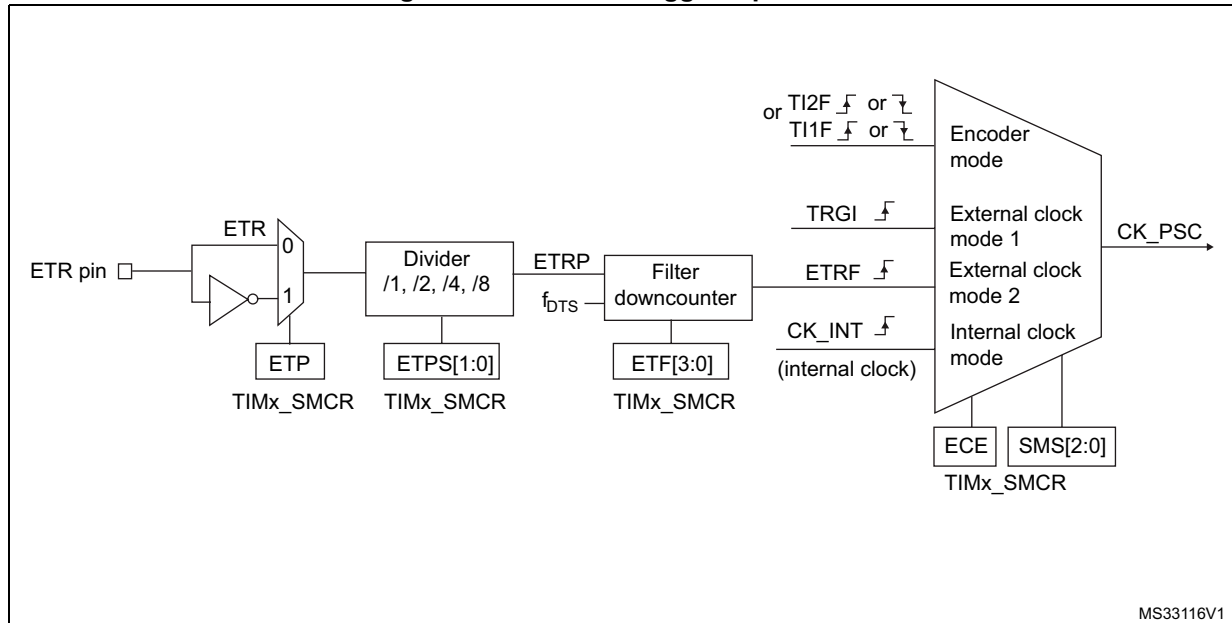 or TI2F or
TI1F or
Encoder
mode
TRGI
External clock
mode 1
CK_PSC
ETR
0
1
ETR pin
Divider
/1, /2, /4, /8
ETRP
fDTS
Filter
downcounter
ETRF
External clock
mode 2
CK_INT
(internal clock)
Internal clock
mode
ETP
TIMx_SMCR
ETPS[1:0]
TIMx_SMCR
ETF[3:0]
TIMx_SMCR
ECE
SMS[2:0]
TIMx_SMCR
MS33116V1